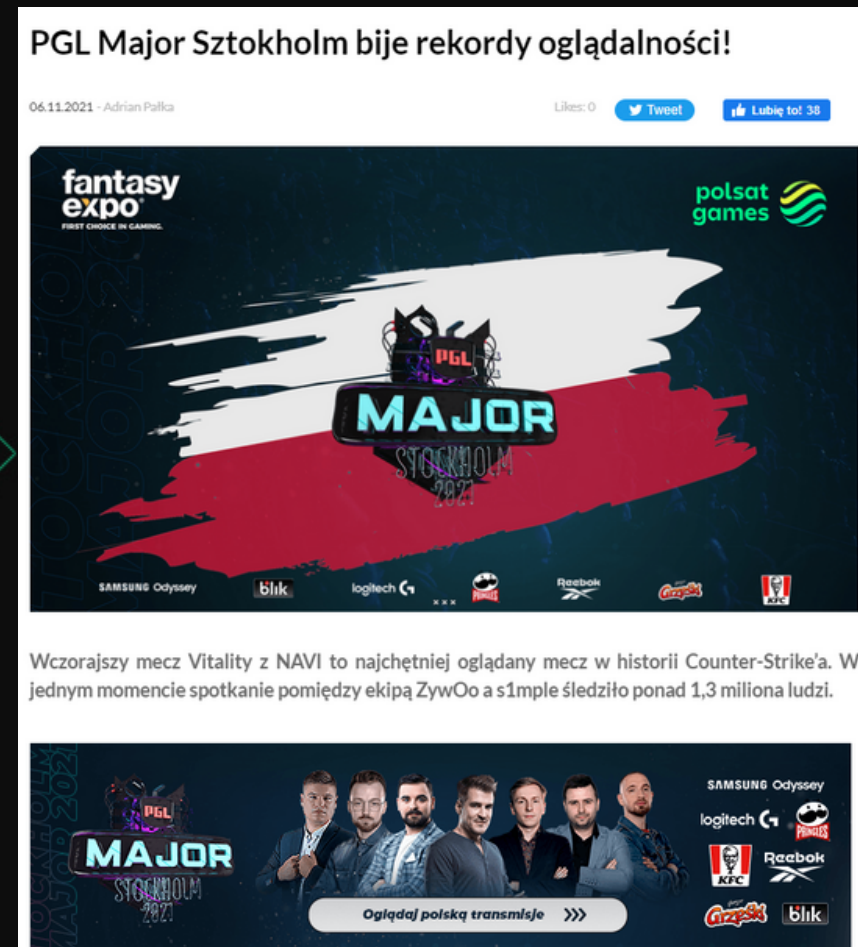 PGL Major Sztokholm bije rekordy oglądalności!
06.11.2021 - Adrian Pałka
Likes: 0
Tweet
Lubię to! 38
fantasy
expo
FIRST CHOICE IN GAMING.
polsat
games
PGL
MAJOR
STOCKHOLM
2021
SAMSUNG Odyssey
blik
logitech G
PRINGLES
Reebok
Grześki
KFC
Wczorajszy mecz Vitality z NAVI to najchętniej oglądany mecz w historii Counter-Strike’a. W
jednym momencie spotkanie pomiędzy ekipą ZywOo a s1mple śledziło ponad 1,3 miliona ludzi.
PGL
MAJOR
STOCKHOLM
2021
SAMSUNG Odyssey
logitech G
PRINGLES
KFC
Reebok
Grześki
blik
Oglądaj polską transmisje